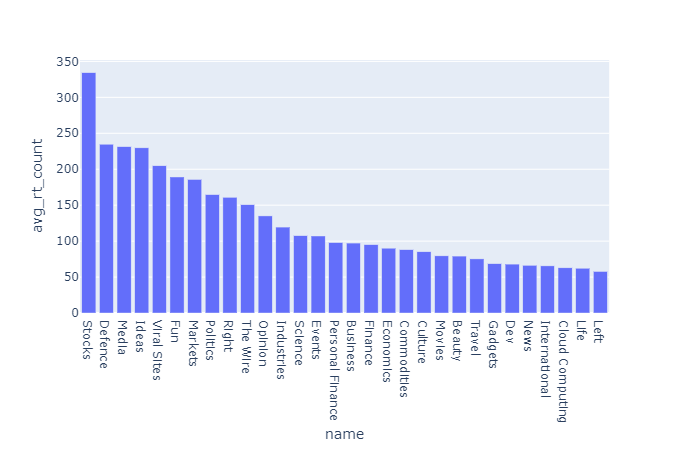 350
300
250
200
150
100
50
0
avg_rt_count
Stocks
Defence
Media
Ideas
Viral Sites
Fun
Markets
Politics
Right
The Wire
Opinion
Industries
Science
Events
Personal Finance
Business
Finance
Economics
Commodities
Culture
Movies
Beauty
Travel
Gadgets
Dev
News
International
Cloud Computing
Life
Left
name